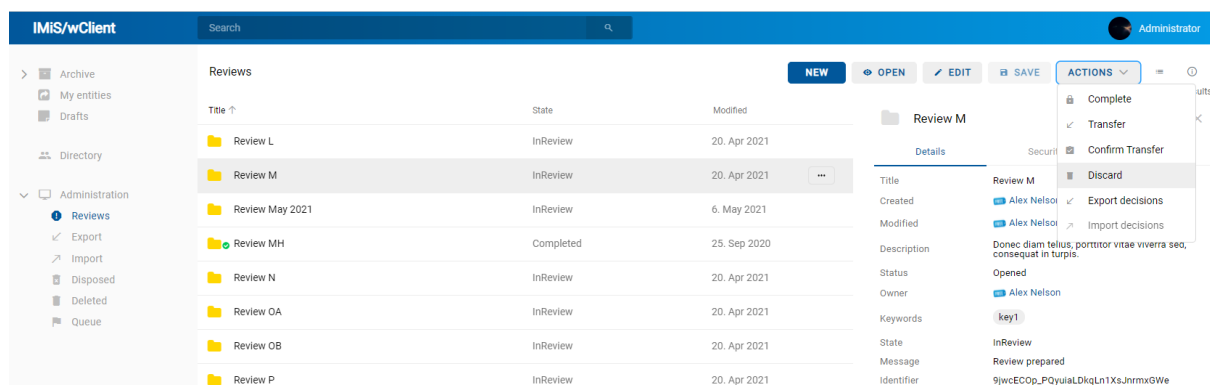 IMiS/wClient
Search
Administrator
Archive
My entities
Drafts
Directory
Administration
Reviews
Export
Import
Disposed
Deleted
Queue
Reviews
NEW
OPEN
EDIT
SAVE
ACTIONS
Title State Modified
Review L InReview 20. Apr 2021
Review M InReview 20. Apr 2021 ...
Review May 2021 InReview 6. May 2021
Review MH Completed 25. Sep 2020
Review N InReview 20. Apr 2021
Review OA InReview 20. Apr 2021
Review OB InReview 20. Apr 2021
Review P InReview 20. Apr 2021
Complete
Transfer
Confirm Transfer
Discard
Export decisions
Import decisions
Review M
Details
Title Review M
Created Alex Nelson
Modified Alex Nelson
Description Donec diam tellus, porttitor vitae viverra sed,
consequat in turpis.
Status Opened
Owner Alex Nelson
Keywords key1
State InReview
Message Review prepared